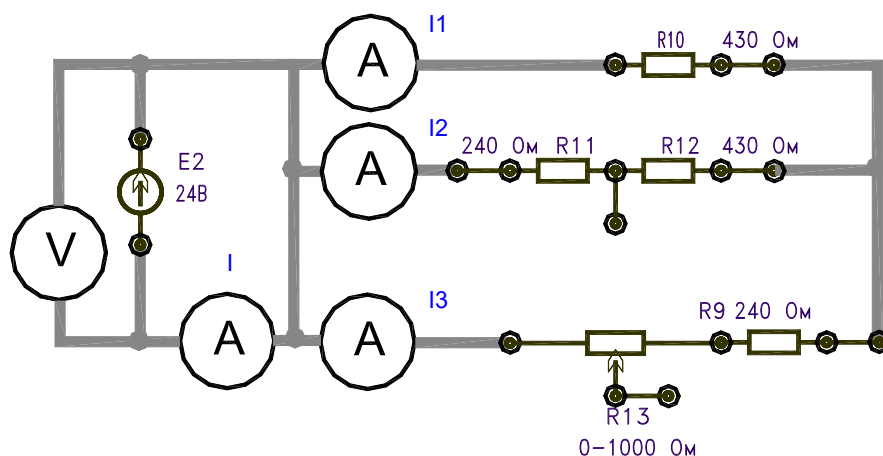 I1
R10 430 Ом
A
I2
240 Ом R11 R12 430 Ом
E2
24В
A
V
I
I3
R9 240 Ом
A
A
R13
0-1000 Ом